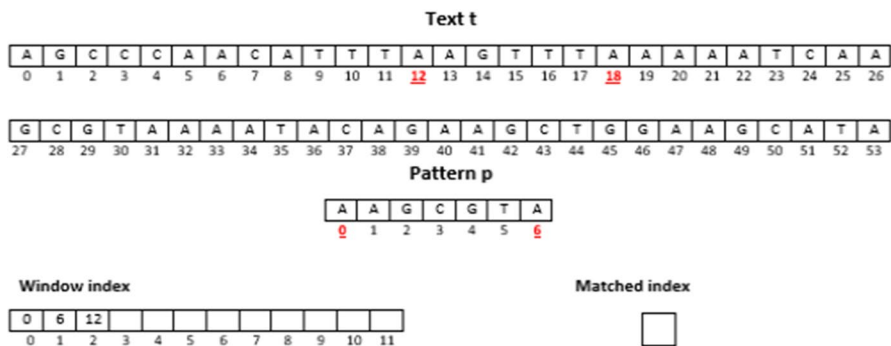 Text t
A G C C C A A C A T T T A A G T T T A A A A A T C A A
0 1 2 3 4 5 6 7 8 9 10 11 12 13 14 15 16 17 18 19 20 21 22 23 24 25 26
G C G T A A A A T A C A G A A G C T G G A A G C A T A
27 28 29 30 31 32 33 34 35 36 37 38 39 40 41 42 43 44 45 46 47 48 49 50 51 52 53
Pattern p
A A G C G T A
0 1 2 3 4 5 6
Window index Matched index
0 6 12
0 1 2 3 4 5 6 7 8 9 10 11